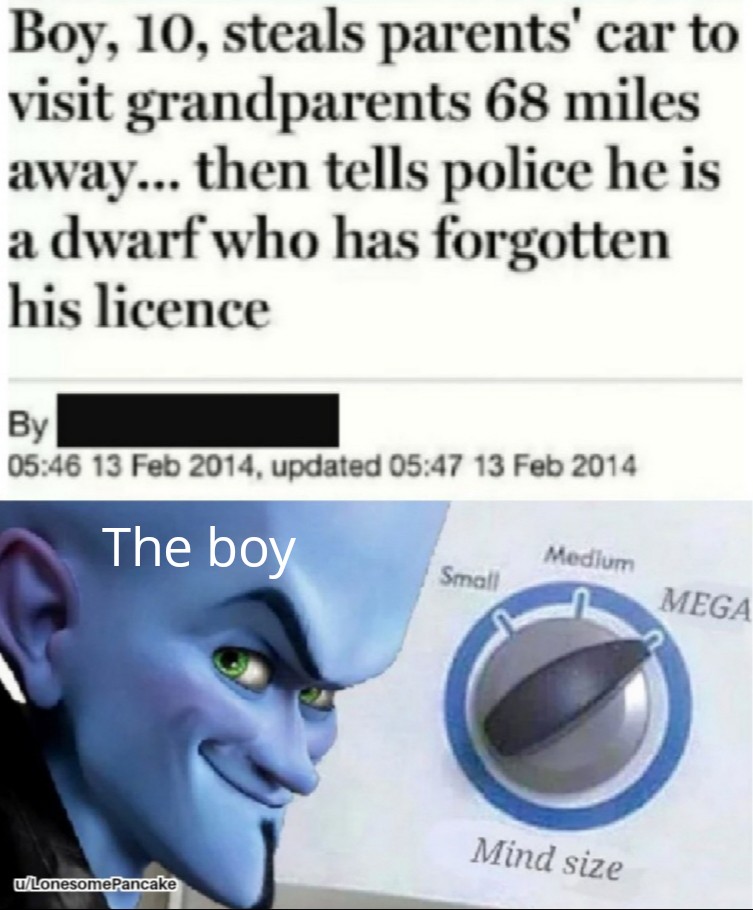 Boy, 10, steals parents' car to
visit grandparents 68 miles
away... then tells police he is
a dwarf who has forgotten
his licence
By
05:46 13 Feb 2014, updated 05:47 13 Feb 2014
The boy
Small
Medium
MEGA
Mind size
u/LonesomePancake